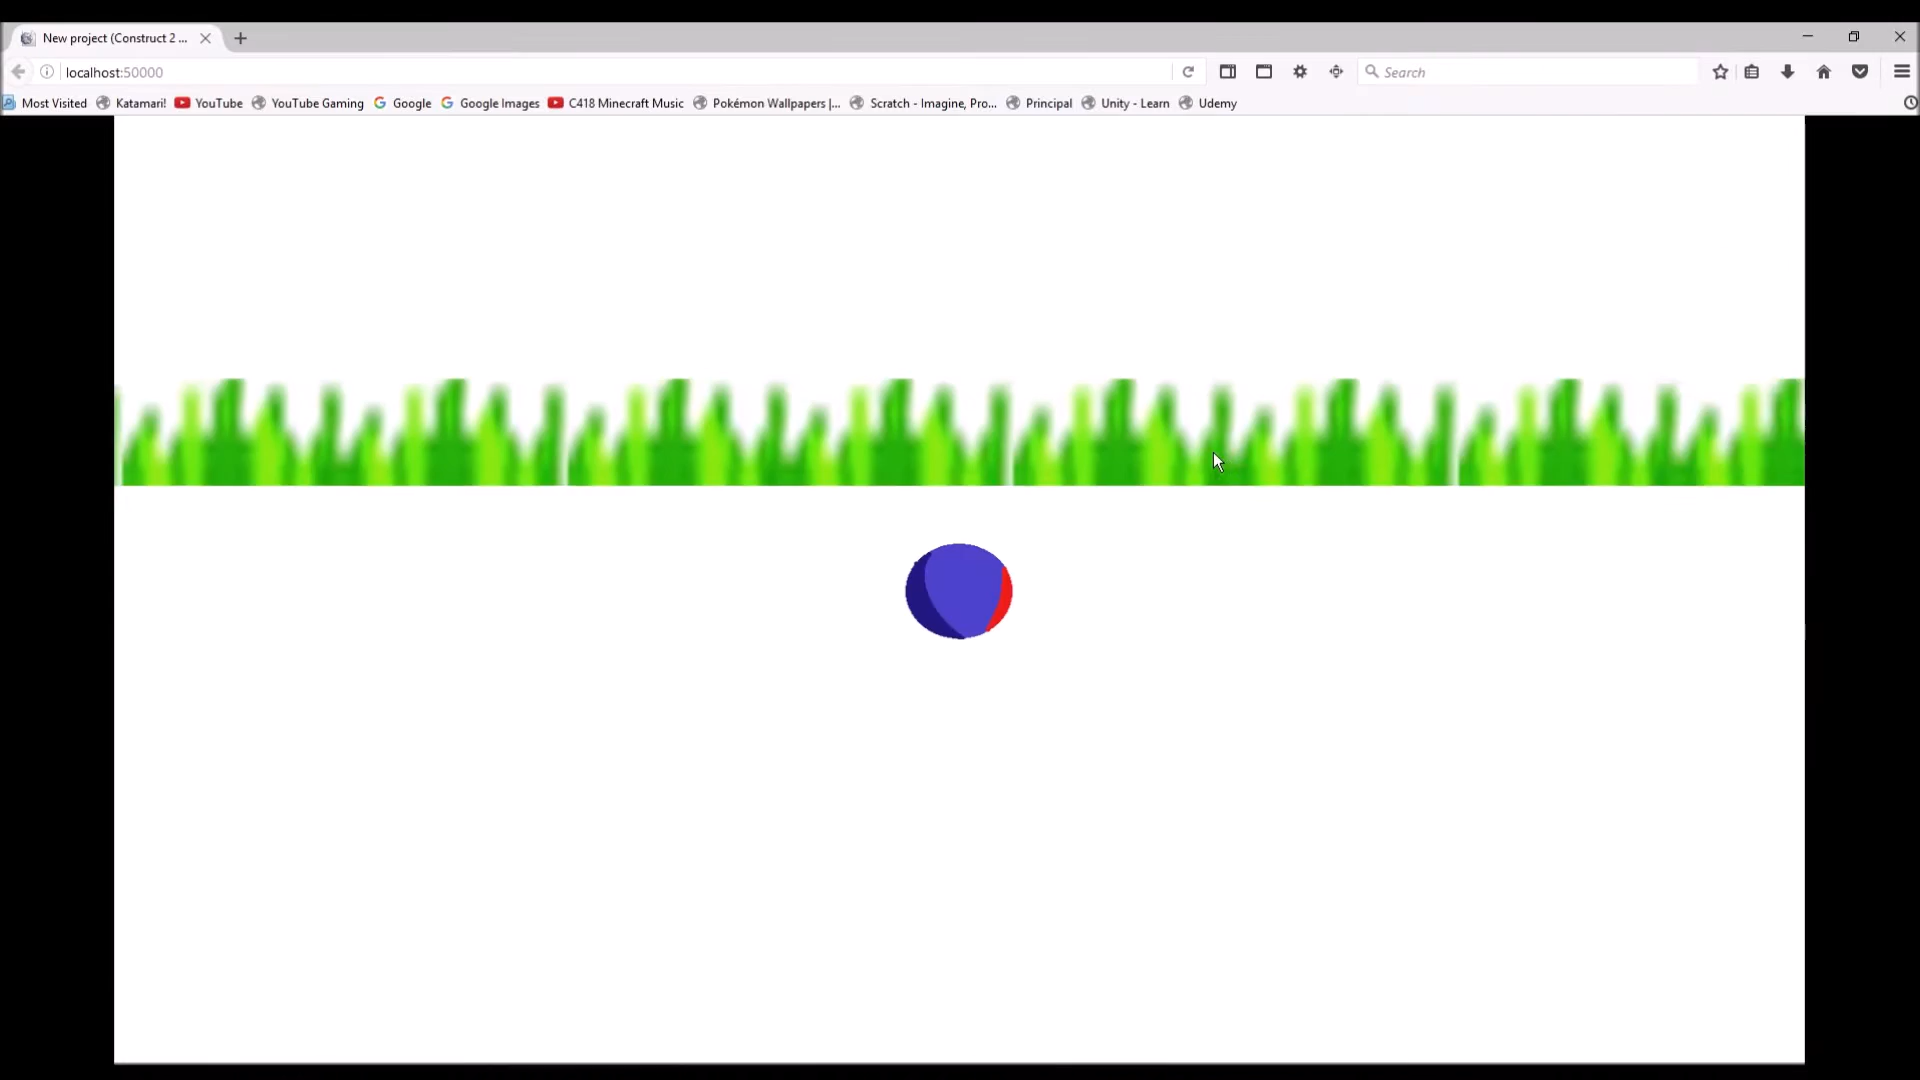 New project (Construct 2 ...
localhost:50000
Search
Most Visited Katamari! YouTube YouTube Gaming Google Google Images C418 Minecraft Music Pokémon Wallpapers |... Scratch - Imagine, Pro... Principal Unity - Learn Udemy